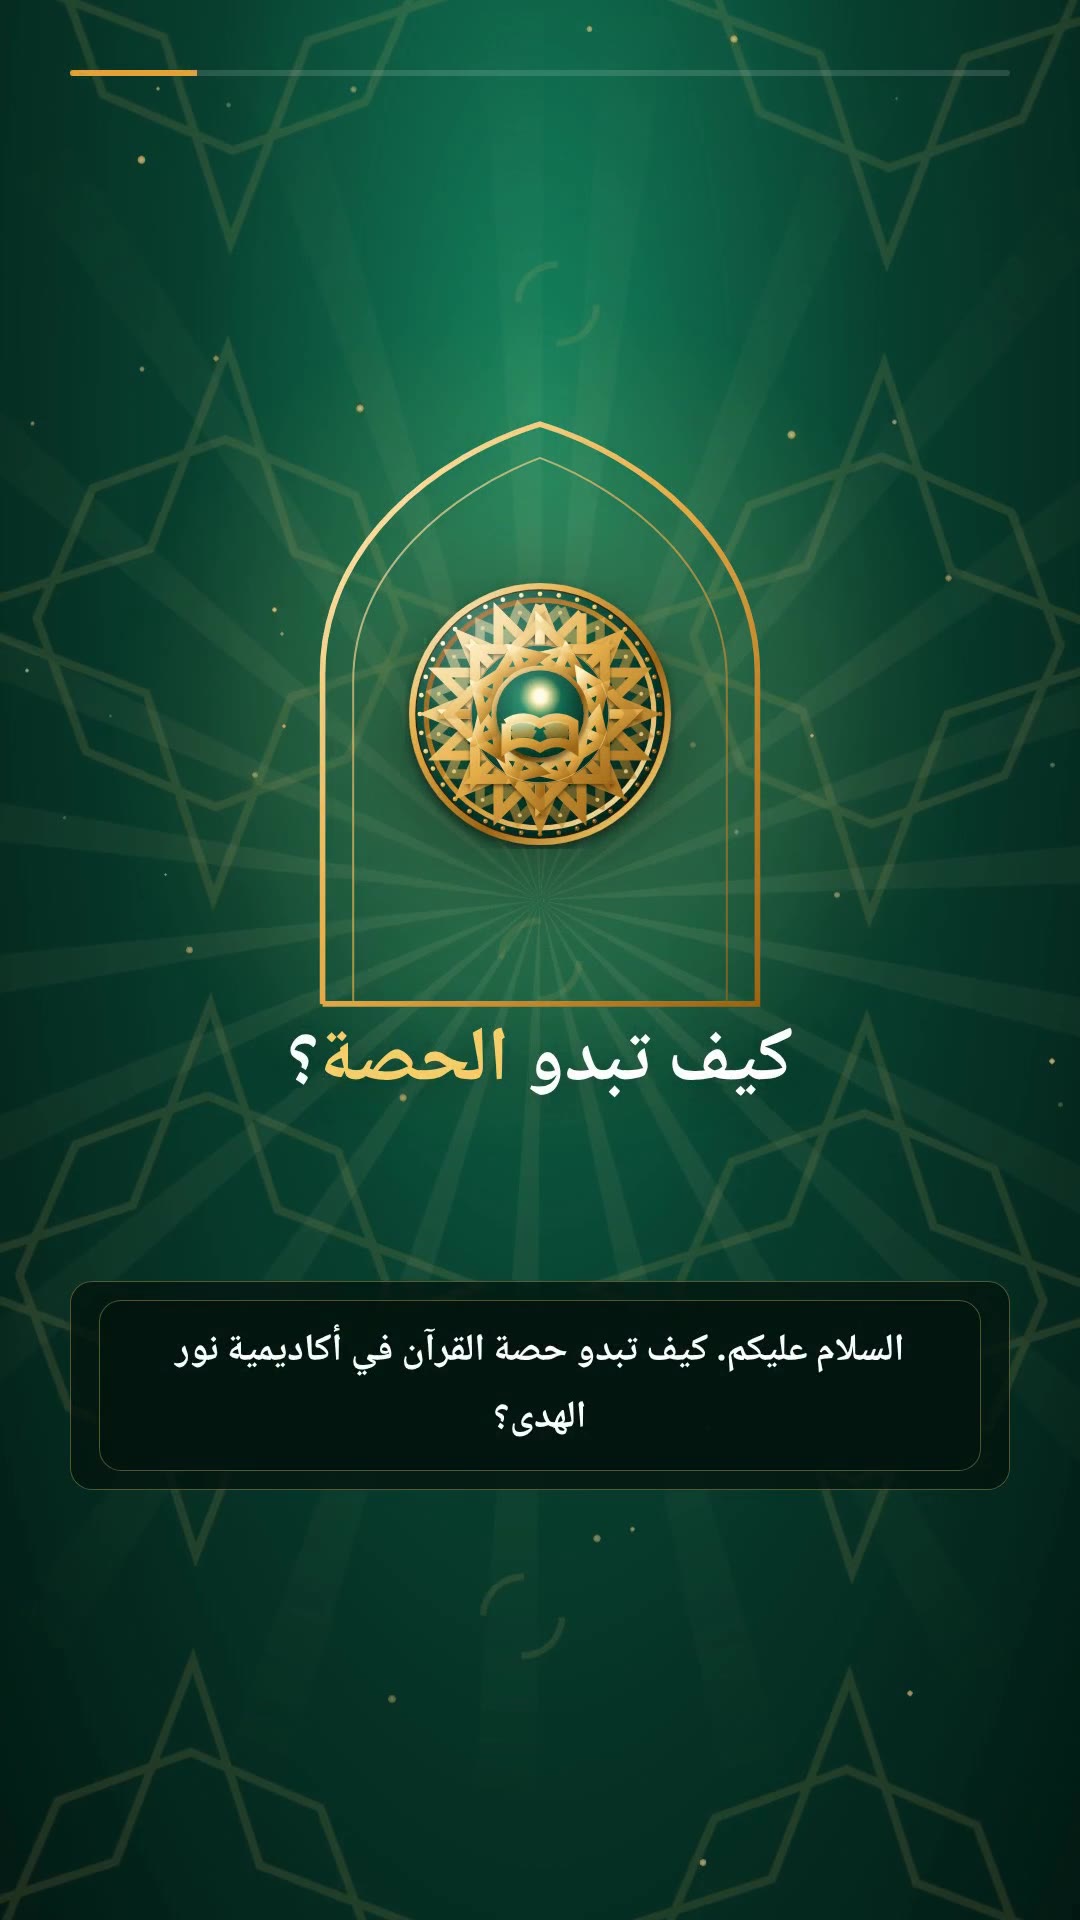 كيف تبدو الحصة؟
السلام عليكم. كيف تبدو حصة القرآن في أكاديمية نور
الهدى؟